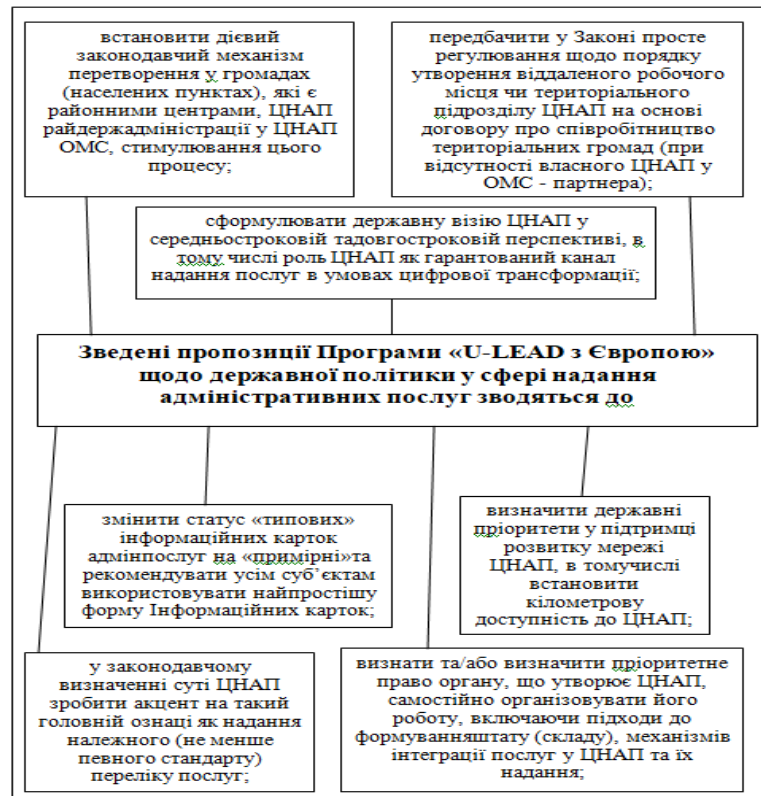 встановити дієвий
законодавчий механізм
перетворення у громадах
(населених пунктах), які є
районними центрами, ЦНАП
райдержадміністрації у ЦНАП
ОМС, стимулювання цього
процесу;
передбачити у Законі просте
регулювання щодо порядку
утворення віддаленого робочого
місця чи територіального
підрозділу ЦНАП на основі
договору про співробітництво
територіальних громад (при
відсутності власного ЦНАП у
ОМС - партнера);
сформулювати державну візію ЦНАП у
середньостроковій тадовгостроковій перспективі, в
тому числі роль ЦНАП як гарантований канал
надання послуг в умовах цифрової трансформації;
Зведені пропозиції Програми «U-LEAD з Європою»
щодо державної політики у сфері надання
адміністративних послуг зводяться до
змінити статус «типових»
інформаційних карток
адмінпослуг на «примірні»та
рекомендувати усім суб’єктам
використовувати найпростішу
форму Інформаційних карток;
визначити державні
пріоритети у підтримці
розвитку мережі
ЦНАП, в томучислі
встановити
кілометрову
доступність до ЦНАП;
у законодавчому
визначенні суті ЦНАП
зробити акцент на такий
головній ознаці як надання
належного (не менше
певного стандарту)
переліку послуг;
визнати та/або визначити пріоритетне
право органу, що утворює ЦНАП,
самостійно організовувати його
роботу, включаючи підходи до
формуванняштату (складу), механізмів
інтеграції послуг у ЦНАП та їх
надання;